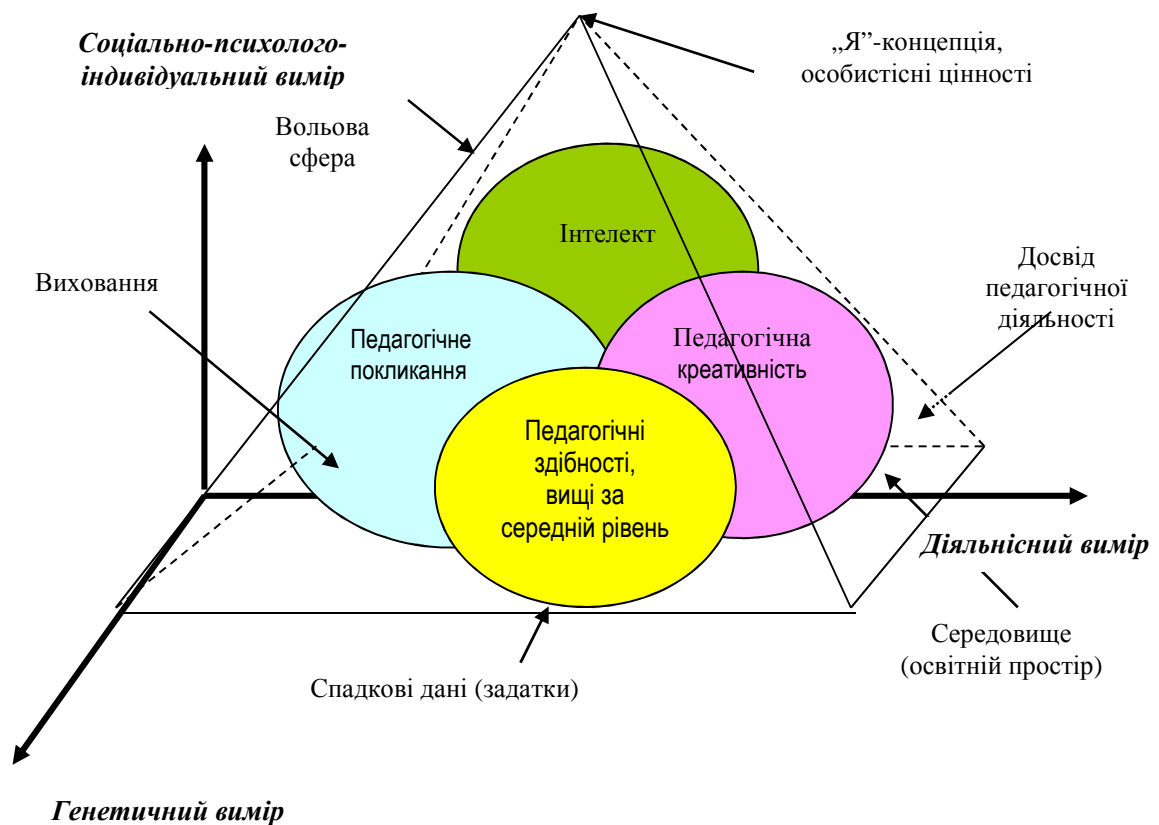 Соціально-психолого-
індивідуальний вимір
„Я”-концепція,
особистісні цінності
Вольова
сфера
Інтелект
Виховання
Досвід
педагогічної
діяльності
Педагогічне
покликання
Педагогічна
креативність
Педагогічні
здібності,
вищі за
середній рівень
Діяльнісний вимір
Середовище
(освітній простір)
Спадкові дані (задатки)
Генетичний вимір